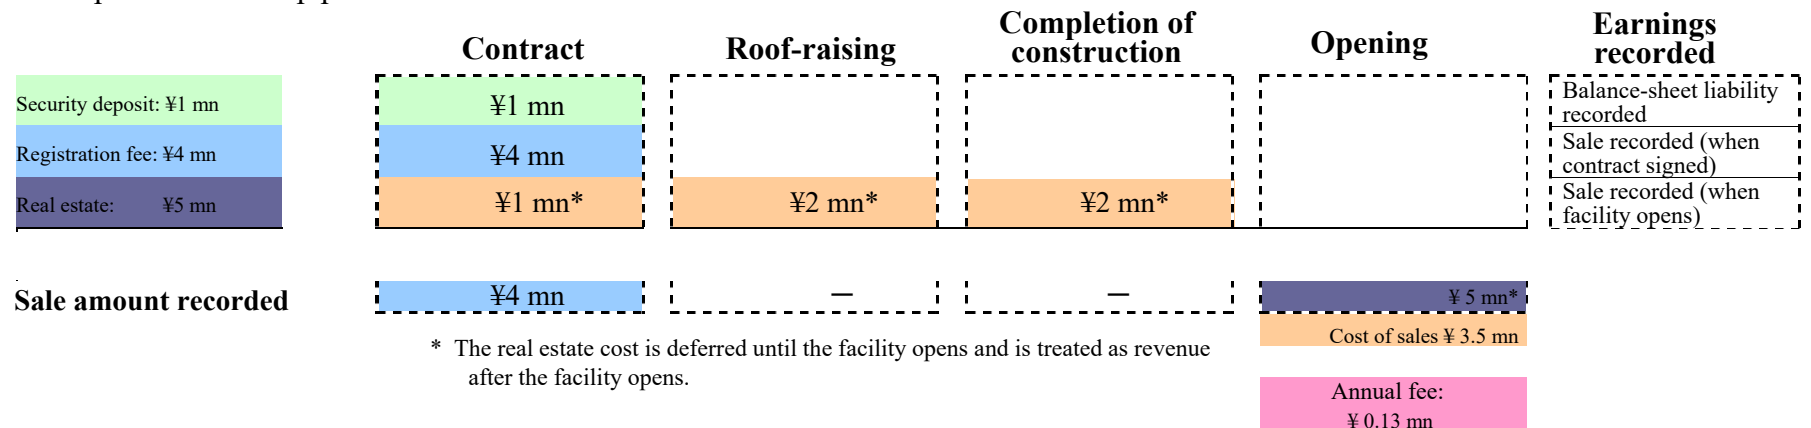 Contract
Roof-raising
Completion of
construction
Opening
Earnings
recorded
Security deposit: ¥1 mn
¥1 mn
Balance-sheet liability
recorded
Registration fee: ¥4 mn
¥4 mn
Sale recorded (when
contract signed)
Real estate: ¥5 mn
¥1 mn*
¥2 mn*
¥2 mn*
Sale recorded (when
facility opens)
Sale amount recorded
¥4 mn
—
—
¥ 5 mn*
Cost of sales ¥ 3.5 mn
* The real estate cost is deferred until the facility opens and is treated as revenue
after the facility opens.
Annual fee:
¥ 0.13 mn